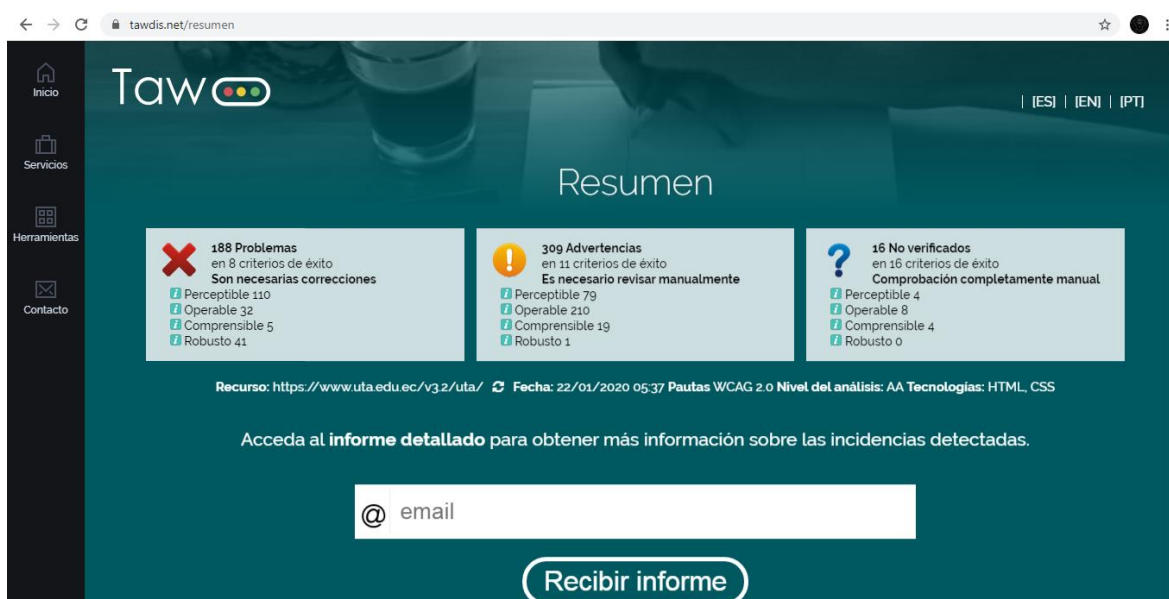 tawdis.net/resumen
Inicio
Servicios
Herramientas
Contacto
Taw
| [ES] | [EN] | [PT]
Resumen
188 Problemas
en 8 criterios de éxito
Son necesarias correcciones
Perceptible 110
Operable 32
Comprensible 5
Robusto 41
309 Advertencias
en 11 criterios de éxito
Es necesario revisar manualmente
Perceptible 79
Operable 210
Comprensible 19
Robusto 1
16 No verificados
en 16 criterios de éxito
Comprobación completamente manual
Perceptible 4
Operable 8
Comprensible 4
Robusto 0
Recurso: https://www.uta.edu.ec/v3.2/uta/ Fecha: 22/01/2020 05:37 Pautas WCAG 2.0 Nivel del análisis: AA Tecnologías: HTML, CSS
Acceda al informe detallado para obtener más información sobre las incidencias detectadas.
@ email
Recibir informe